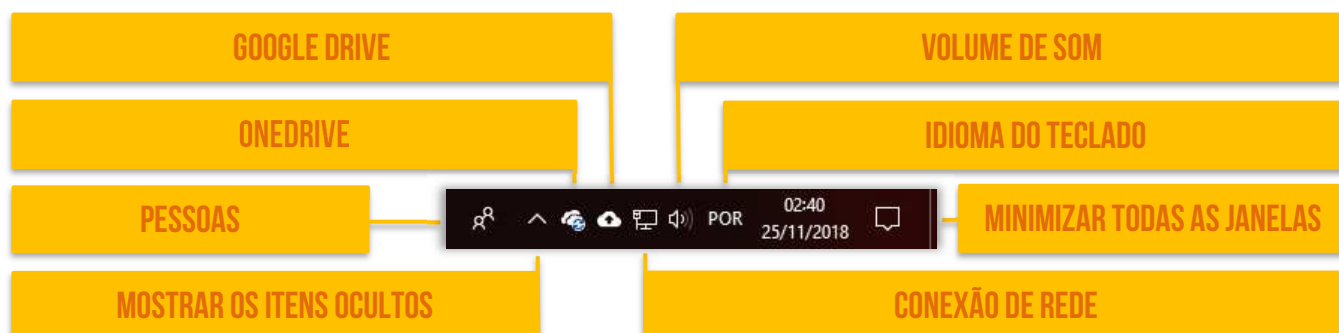 GOOGLE DRIVE
VOLUME DE SOM
ONEDRIVE
IDIOMA DO TECLADO
PESSOAS
POR
02:40
25/11/2018
MINIMIZAR TODAS AS JANELAS
MOSTRAR OS ITENS OCULTOS
CONEXÃO DE REDE